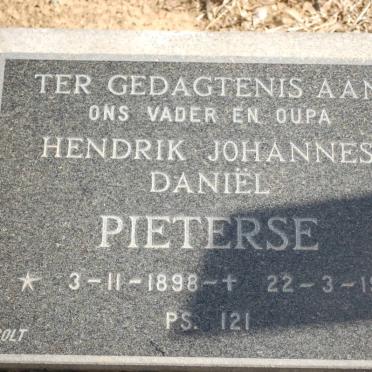 TER GEDAGTENIS AAN
ONS VADER EN OUPA
HENDRIK JOHANNES
DANIËL
PIETERSE
* 3-11-1898-+ 22-3-19
PS. 121